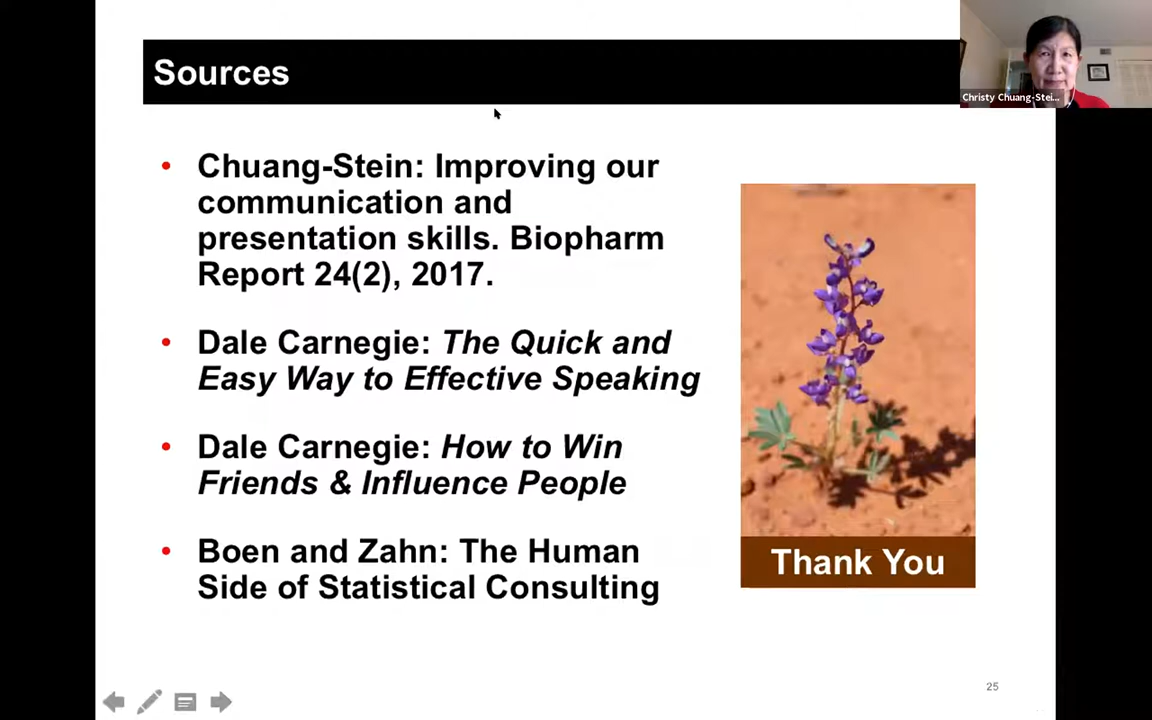 Sources
Christy Chuang-Stei...
• Chuang-Stein: Improving our
communication and
presentation skills. Biopharm
Report 24(2), 2017.
• Dale Carnegie: The Quick and
Easy Way to Effective Speaking
• Dale Carnegie: How to Win
Friends & Influence People
• Boen and Zahn: The Human
Side of Statistical Consulting
Thank You
25